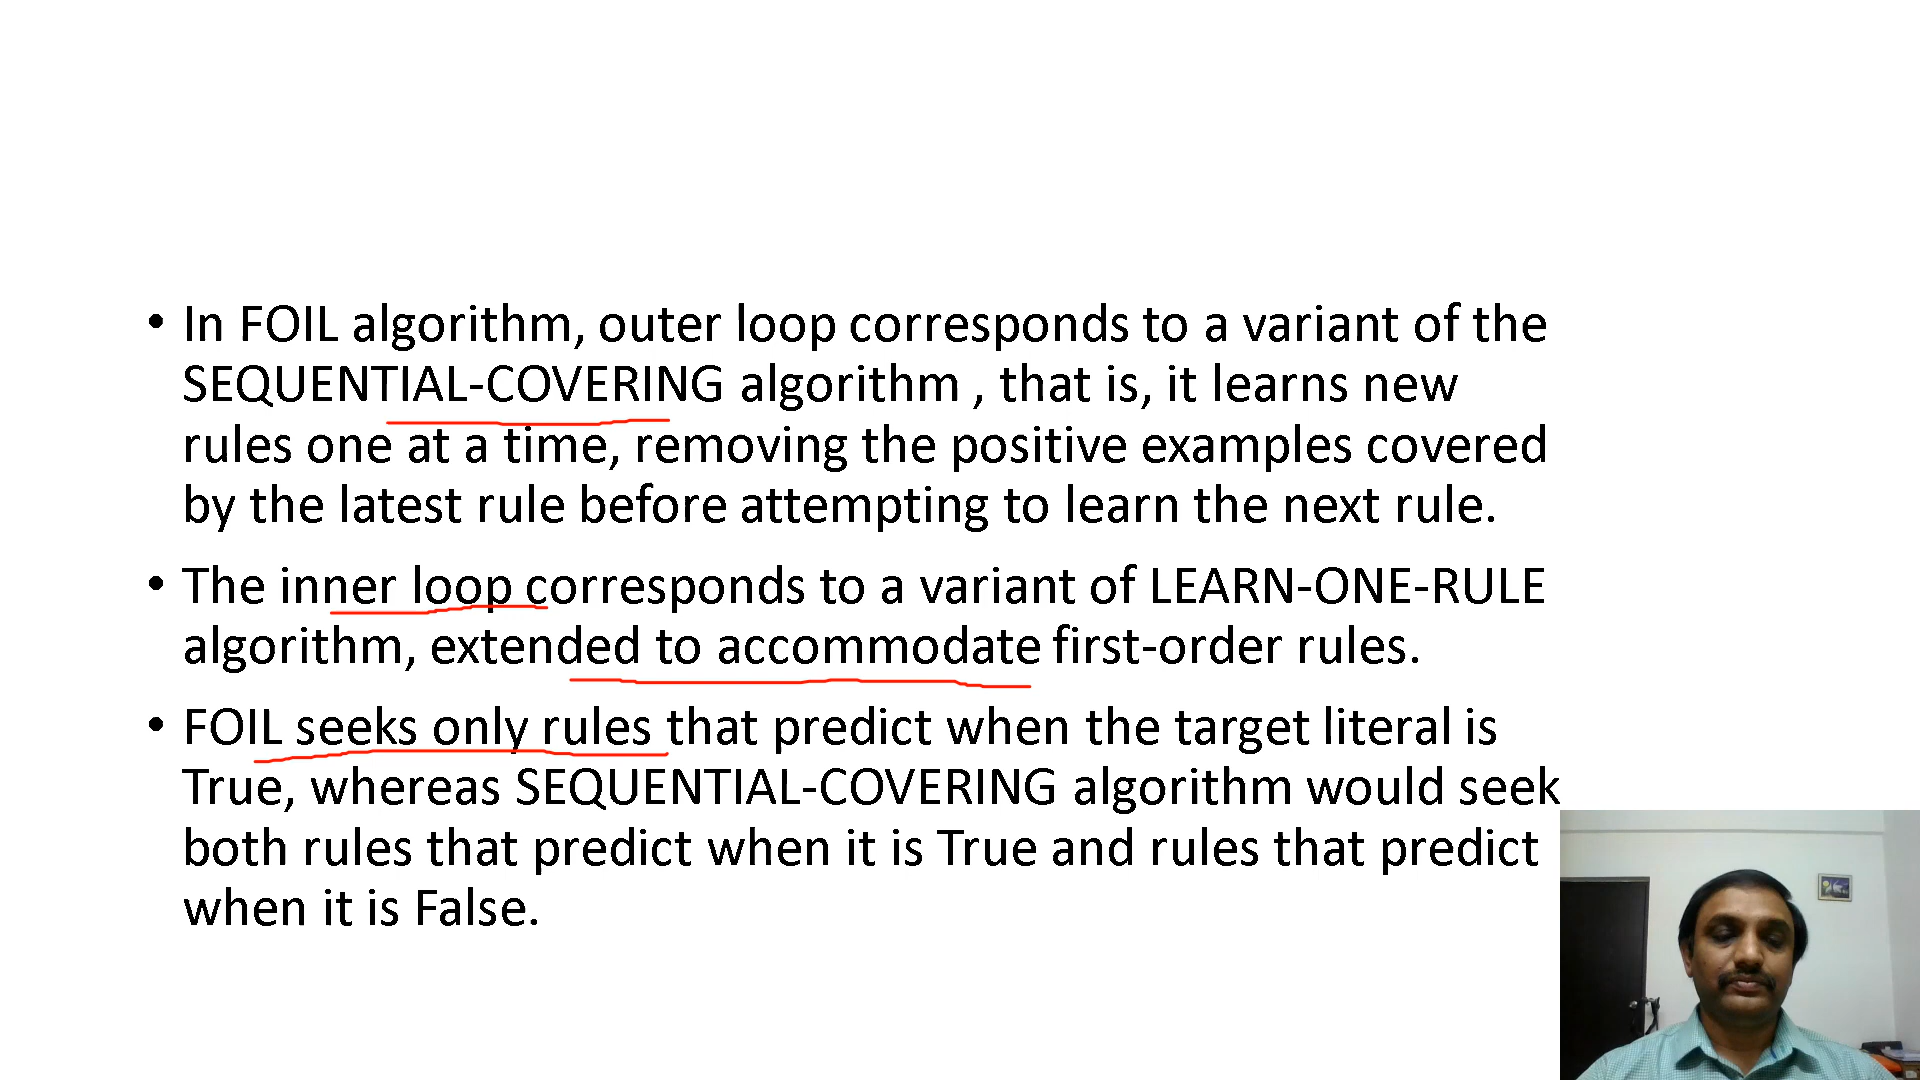 • In FOIL algorithm, outer loop corresponds to a variant of the
SEQUENTIAL-COVERING algorithm , that is, it learns new
rules one at a time, removing the positive examples covered
by the latest rule before attempting to learn the next rule.
• The inner loop corresponds to a variant of LEARN-ONE-RULE
algorithm, extended to accommodate first-order rules.
• FOIL seeks only rules that predict when the target literal is
True, whereas SEQUENTIAL-COVERING algorithm would seek
both rules that predict when it is True and rules that predict
when it is False.